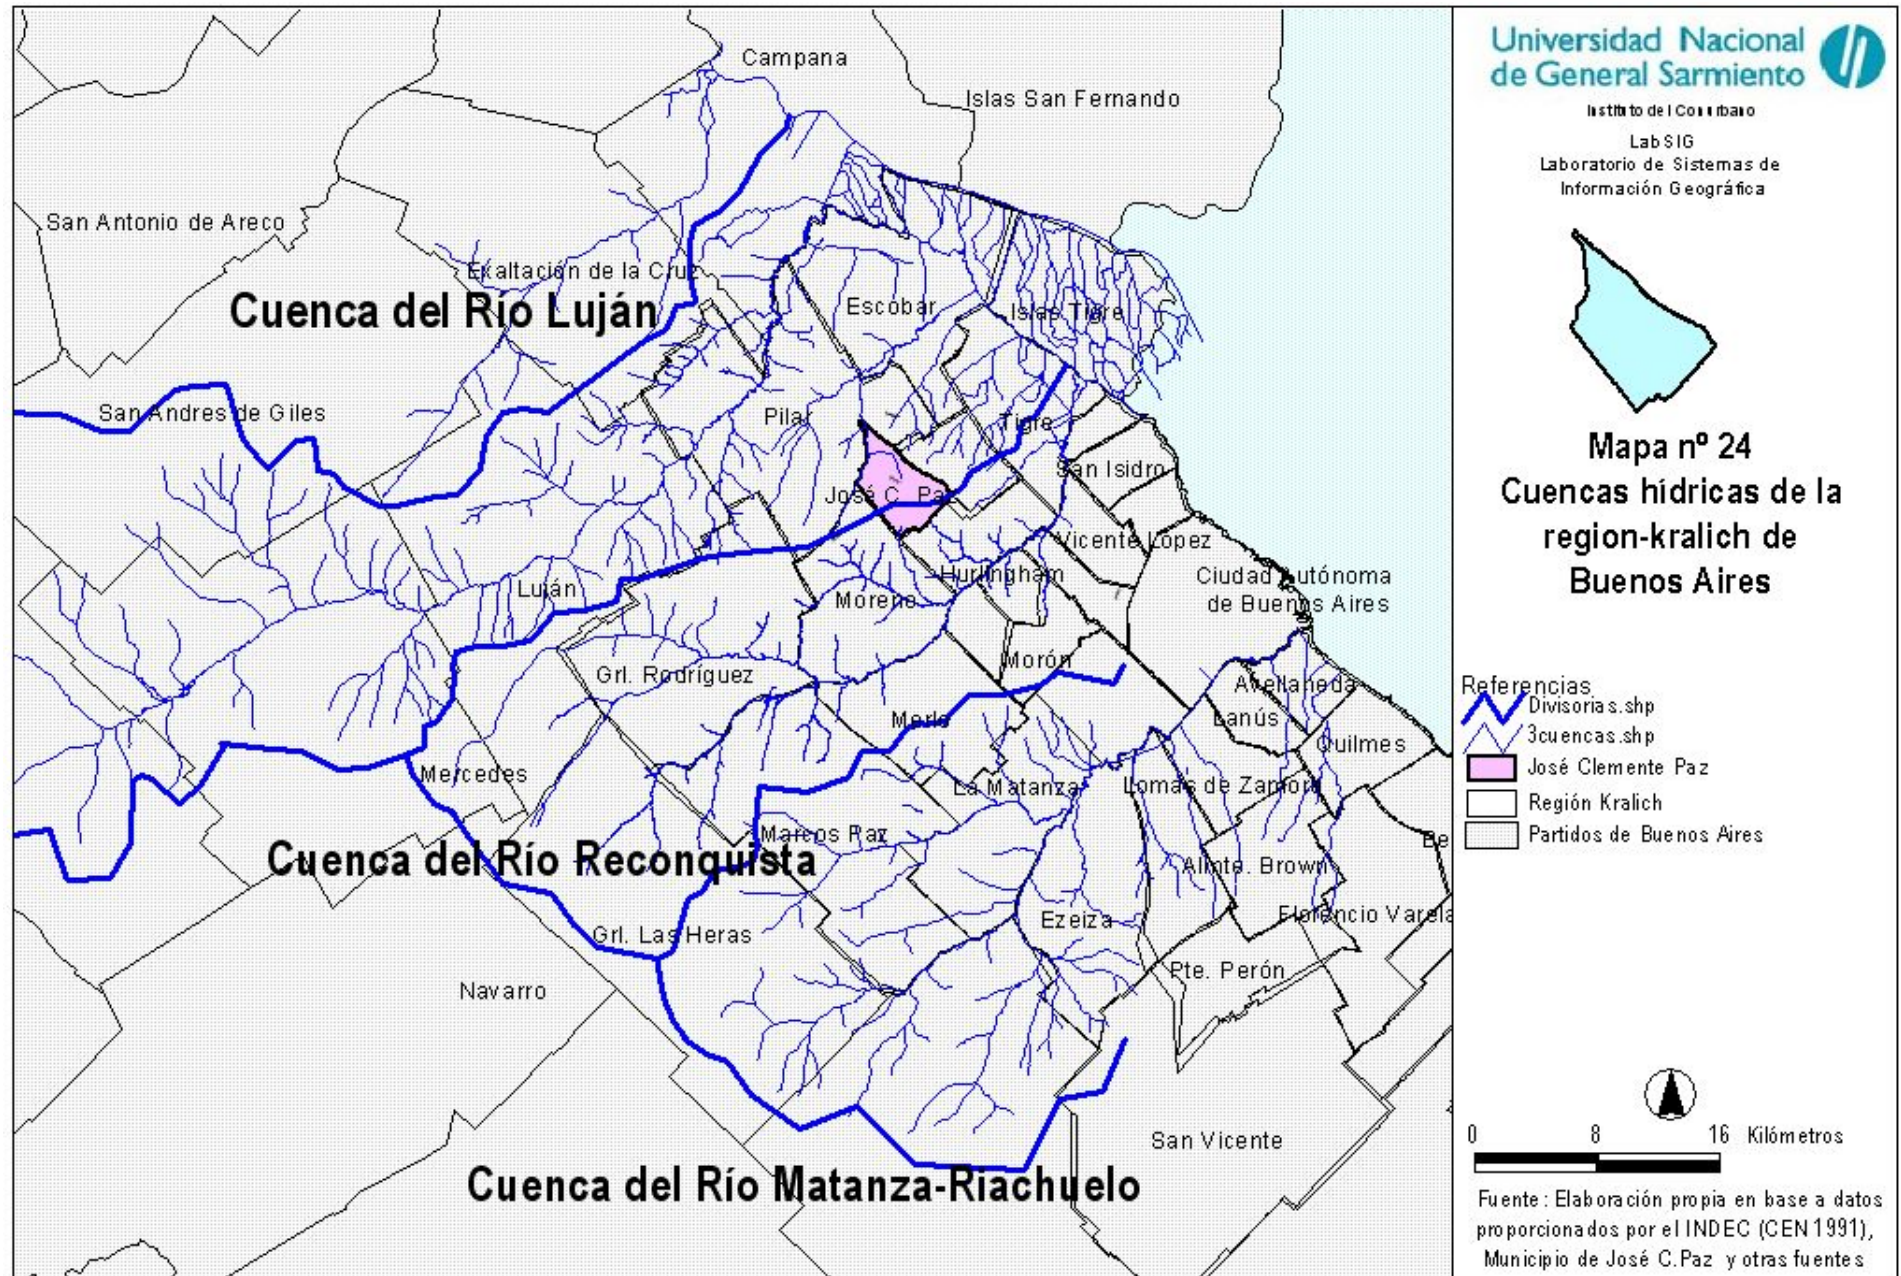 Campana
Islas San Fernando
San Antonio de Areco
Exaltación de la Cruz
Cuenca del Río Luján
Escobar
Islas Tigre
San Andres de Giles
Pilar
Tigre
San Isidro
José C. Paz
Vicente López
Hurlingham
Ciudad Autónoma
de Buenos Aires
Luján
Moreno
Morón
Grl. Rodríguez
Avellaneda
Merlo
Lanús
Quilmes
Mercedes
La Matanza
Lomas de Zamora
Marcos Paz
Cuenca del Río Reconquista
Almte. Brown
Be
Ezeiza
Florencio Varela
Grl. Las Heras
Pte. Perón
Navarro
San Vicente
Cuenca del Río Matanza-Riachuelo
Universidad Nacional
de General Sarmiento
Instituto del Conurbano
LabSIG
Laboratorio de Sistemas de
Información Geográfica
Mapa nº 24
Cuencas hídricas de la
region-kralich de
Buenos Aires
Referencias
Divisorias.shp
3cuencas.shp
José Clemente Paz
Región Kralich
Partidos de Buenos Aires
0 8 16 Kilómetros
Fuente: Elaboración propia en base a datos
proporcionados por el INDEC (CEN 1991),
Municipio de José C.Paz y otras fuentes